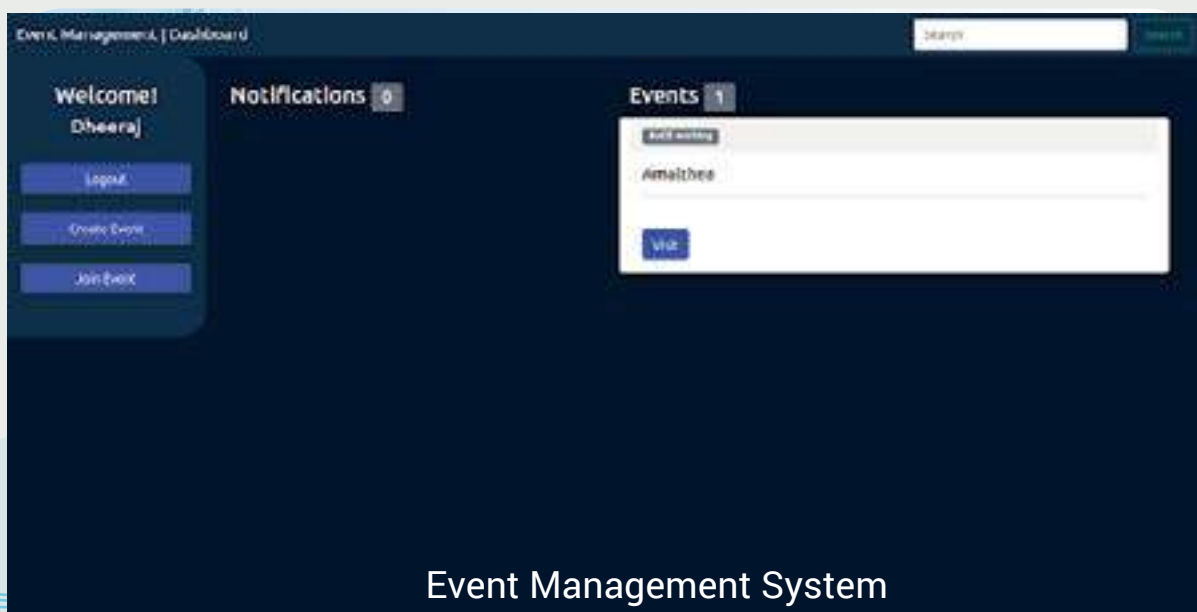 Event Management | Dashboard
Search
Search
Welcome!
Dheeraj
Logout
Create Event
Join Event
Notifications 0
Events 1
Amalthea
Visit
Event Management System